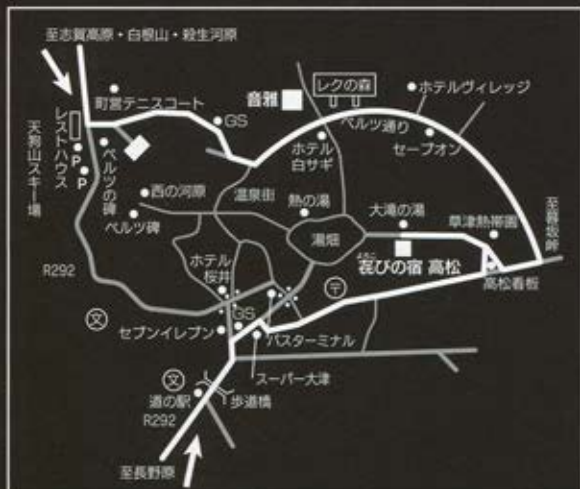 至志賀高原・白根山・殺生河原
町営テニスコート
音雅
レクの森
ホテルヴィレッジ
GS
ベルツ通り
セーブオン
レストハウス
天狗山スキー場
P
P
ベルツの碑
ホテル
白サギ
西の河原
温泉街
熱の湯
大滝の湯
至暮坂峠
ベルツ碑
湯畑
草津熱帯園
R292
ホテル
桜井
㐂びの宿 高松
高松看板
文
〒
GS
セブンイレブン
バスターミナル
スーパー大津
文
道の駅
歩道橋
R292
至長野原